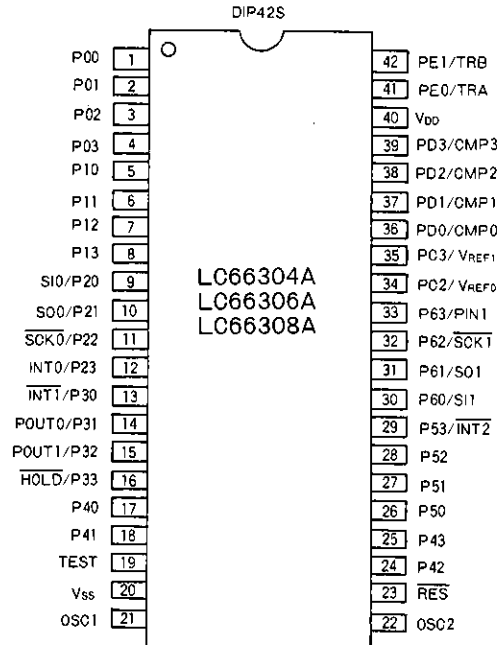 DIP42S
P00 1
P01 2
P02 3
P03 4
P10 5
P11 6
P12 7
P13 8
SI0/P20 9
SO0/P21 10
SCK0/P22 11
INT0/P23 12
INT1/P30 13
POUT0/P31 14
POUT1/P32 15
HOLD/P33 16
P40 17
P41 18
TEST 19
Vss 20
OSC1 21
LC66304A
LC66306A
LC66308A
42 PE1/TRB
41 PE0/TRA
40 VDD
39 PD3/CMP3
38 PD2/CMP2
37 PD1/CMP1
36 PD0/CMP0
35 PC3/VREF1
34 PC2/VREF0
33 P63/PIN1
32 P62/SCK1
31 P61/SO1
30 P60/SI1
29 P53/INT2
28 P52
27 P51
26 P50
25 P43
24 P42
23 RES
22 OSC2